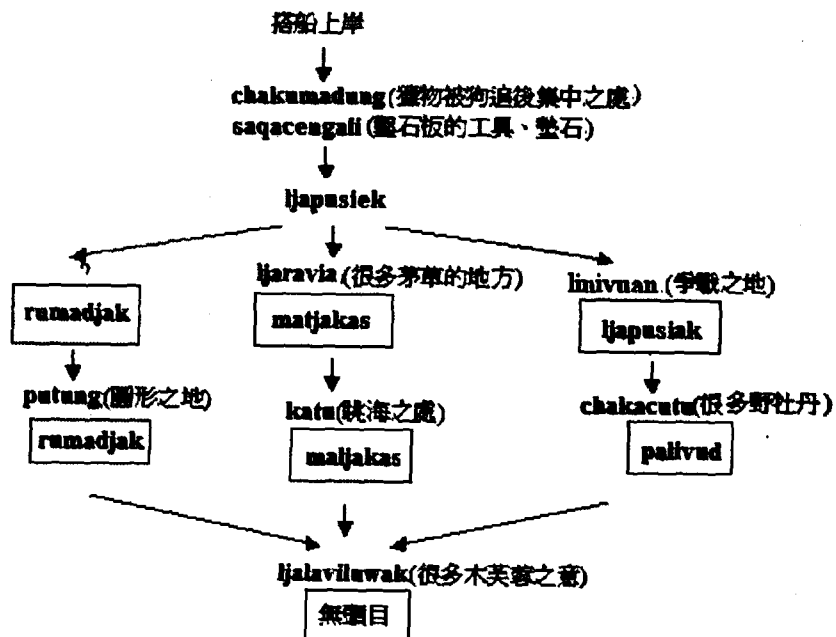 搭船上岸
chakumadung(獵物被狗追後集中之處)
saqacengali(鑿石板的工具、墊石)
ljapusiek
ljaravia(很多茅草的地方)
linivuan.(爭戰之地)
rumadjak
matjakas
ljapusiak
putung(圓形之地)
katu(眺海之處)
chakacutu(很多野牡丹)
rumadjak
maljakas
palivud
ljalaviluwak(很多木芙蓉之意)
無頭目